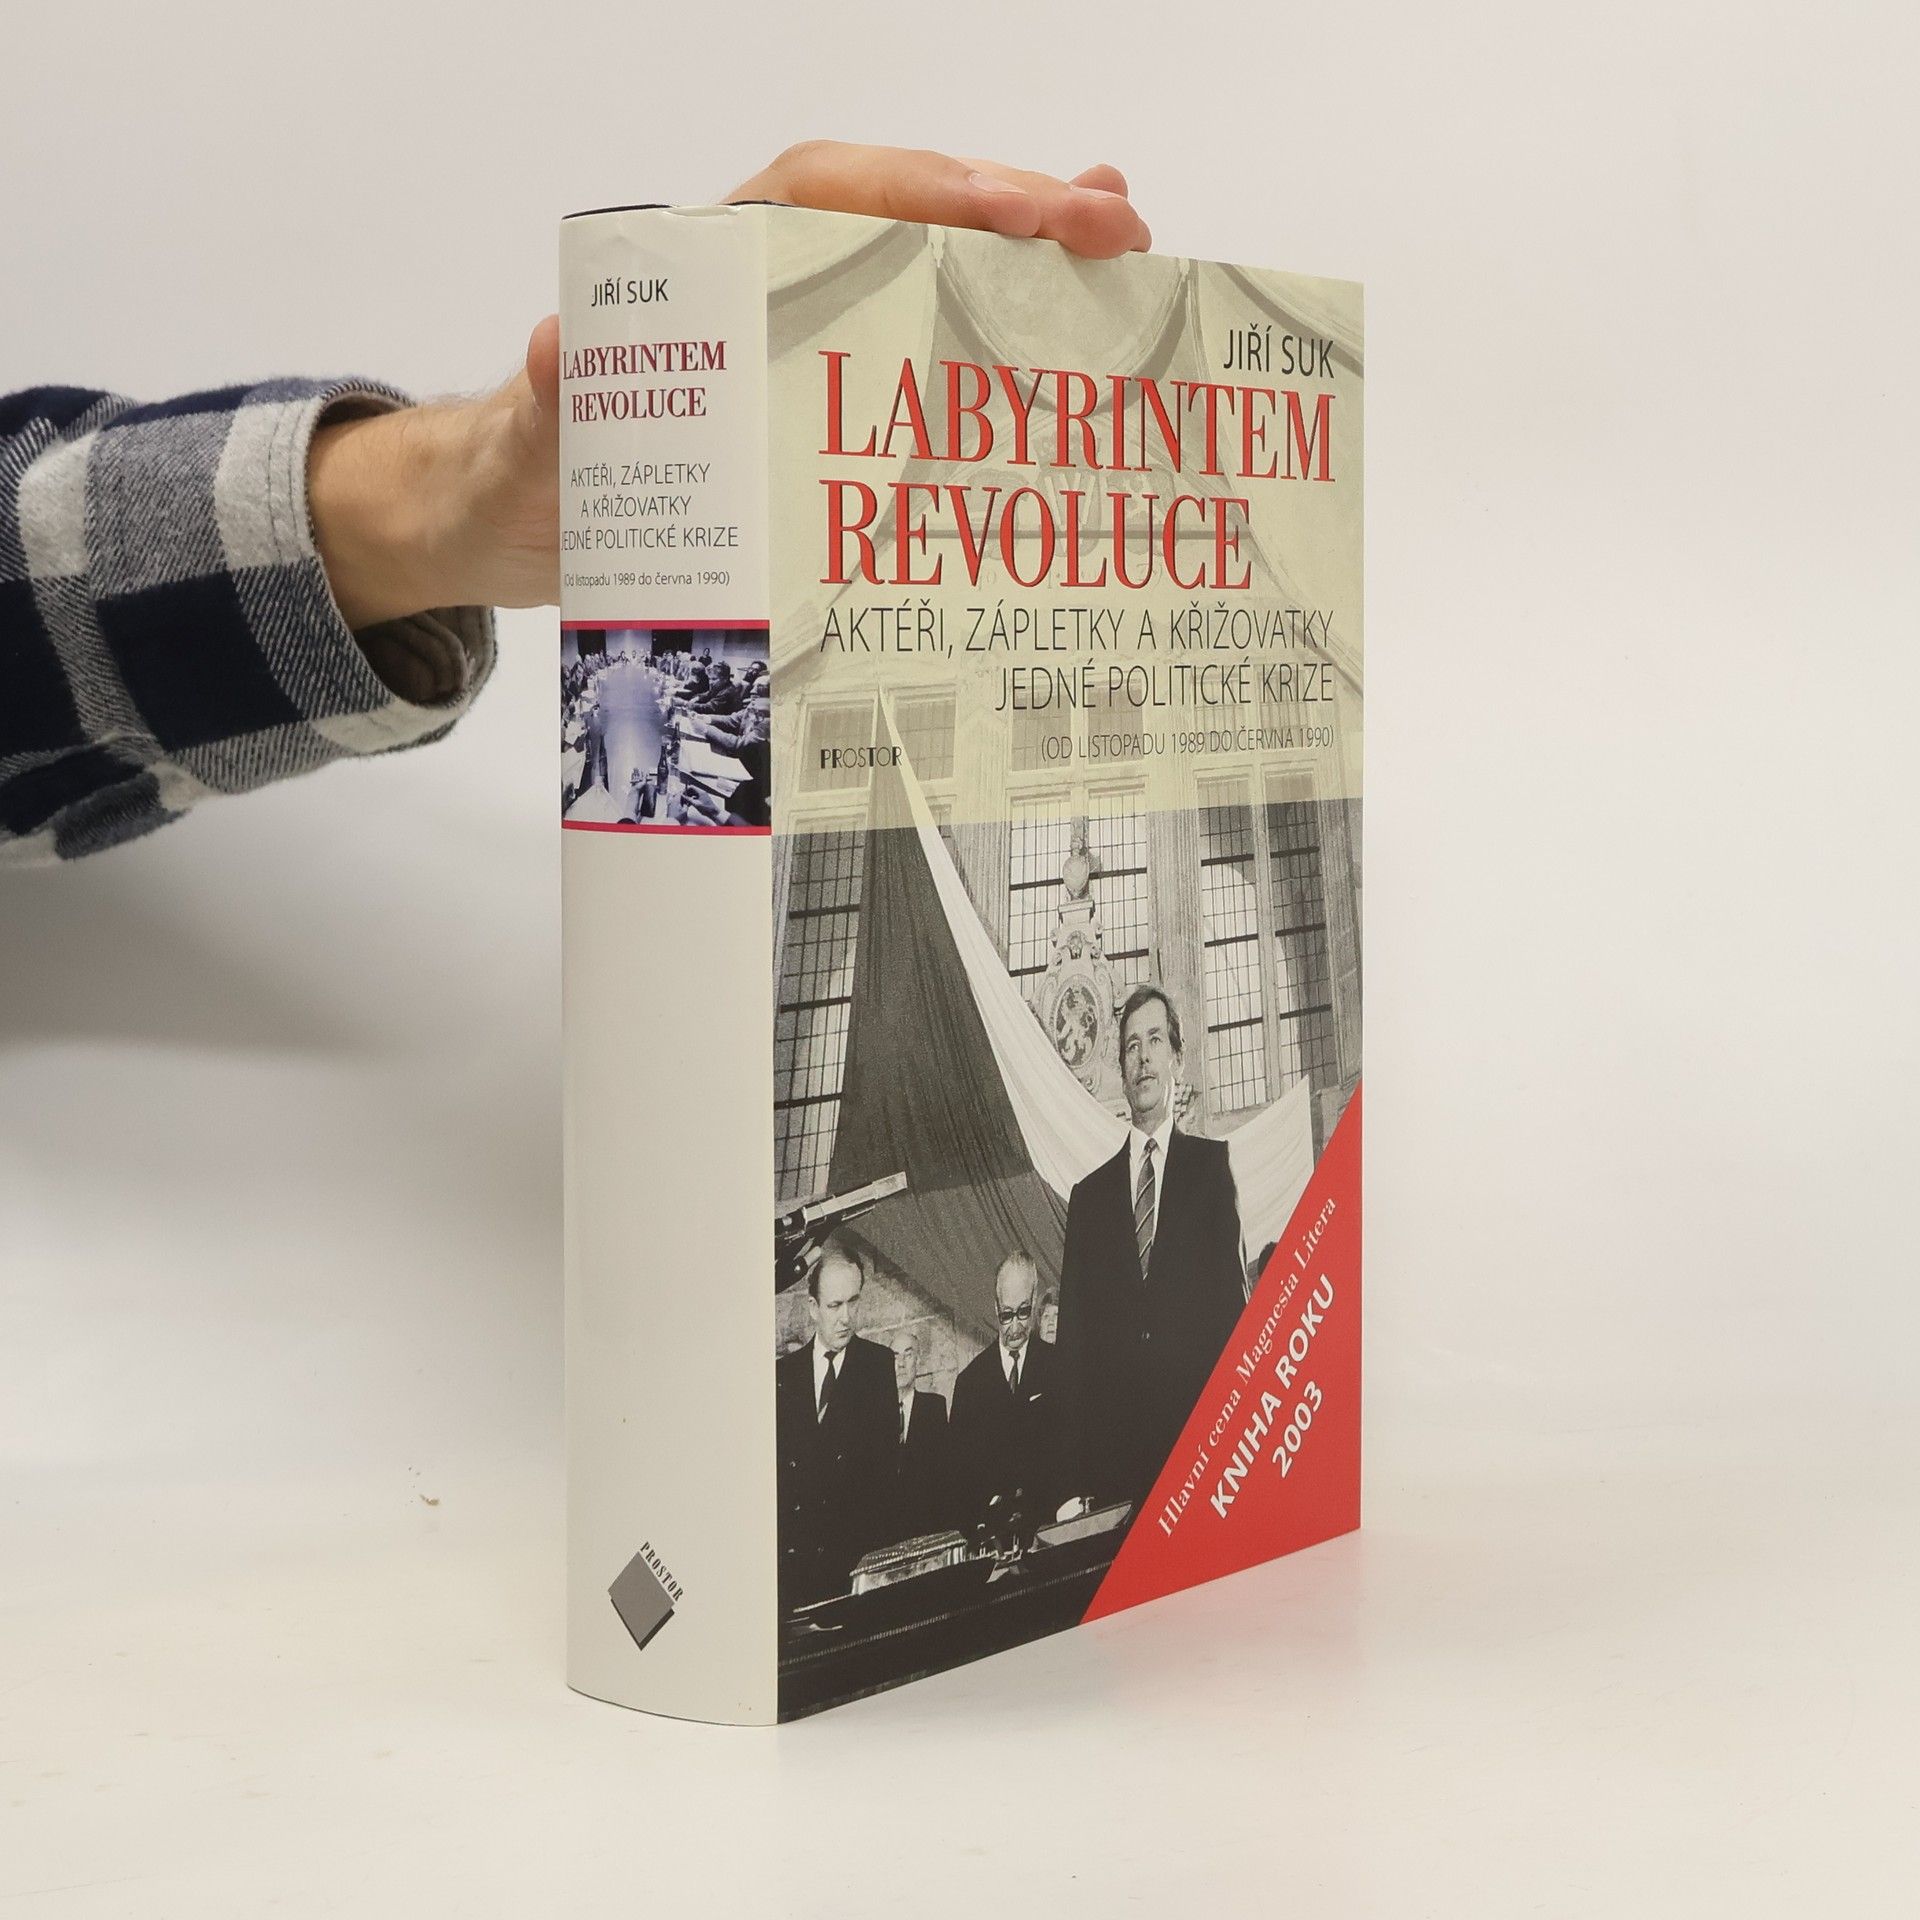 JIŘÍ SUK
LABYRINTEM
REVOLUCE
AKTÉŘI, ZÁPLETKY
A KŘIŽOVATKY
JEDNÉ POLITICKÉ KRIZE
(Od listopadu 1989 do června 1990)
PROSTOR
JIŘÍ SUK
LABYRINTEM
REVOLUCE
AKTÉŘI, ZÁPLETKY A KŘIŽOVATKY
JEDNÉ POLITICKÉ KRIZE
(OD LISTOPADU 1989 DO ČERVNA 1990)
PROSTOR
Hlavní cena Magnesia Litera
KNIHA ROKU
2003